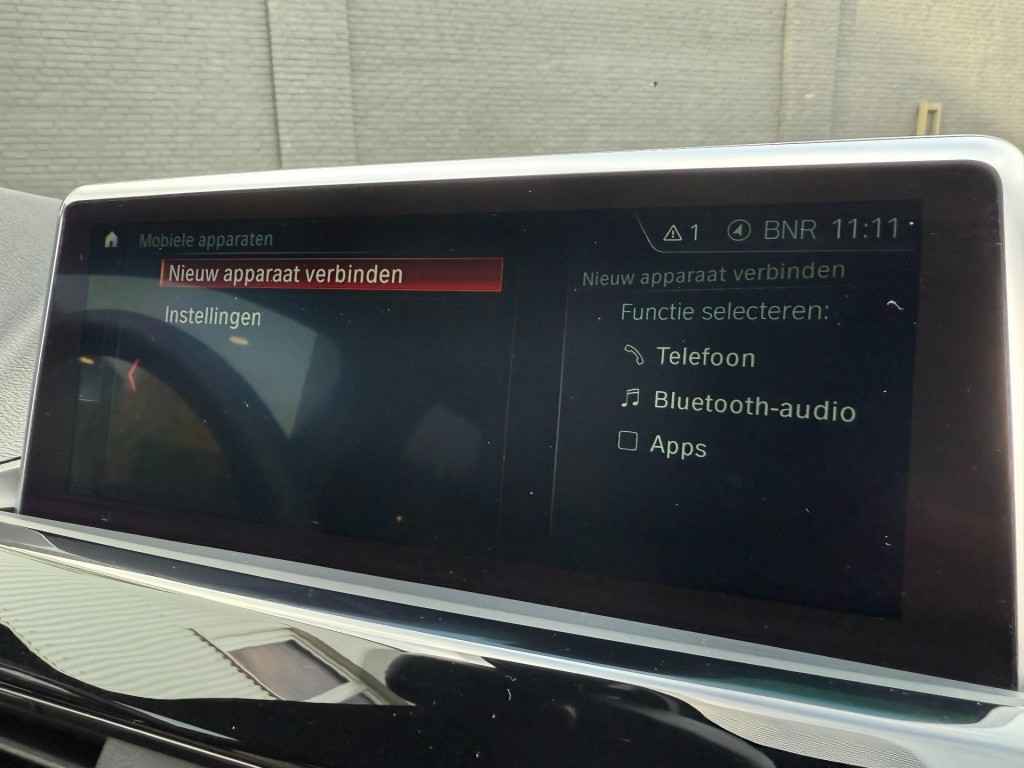 Mobiele apparaten
Nieuw apparaat verbinden
Instellingen
1 BNR 11:11
Nieuw apparaat verbinden
Functie selecteren:
Telefoon
Bluetooth-audio
Apps